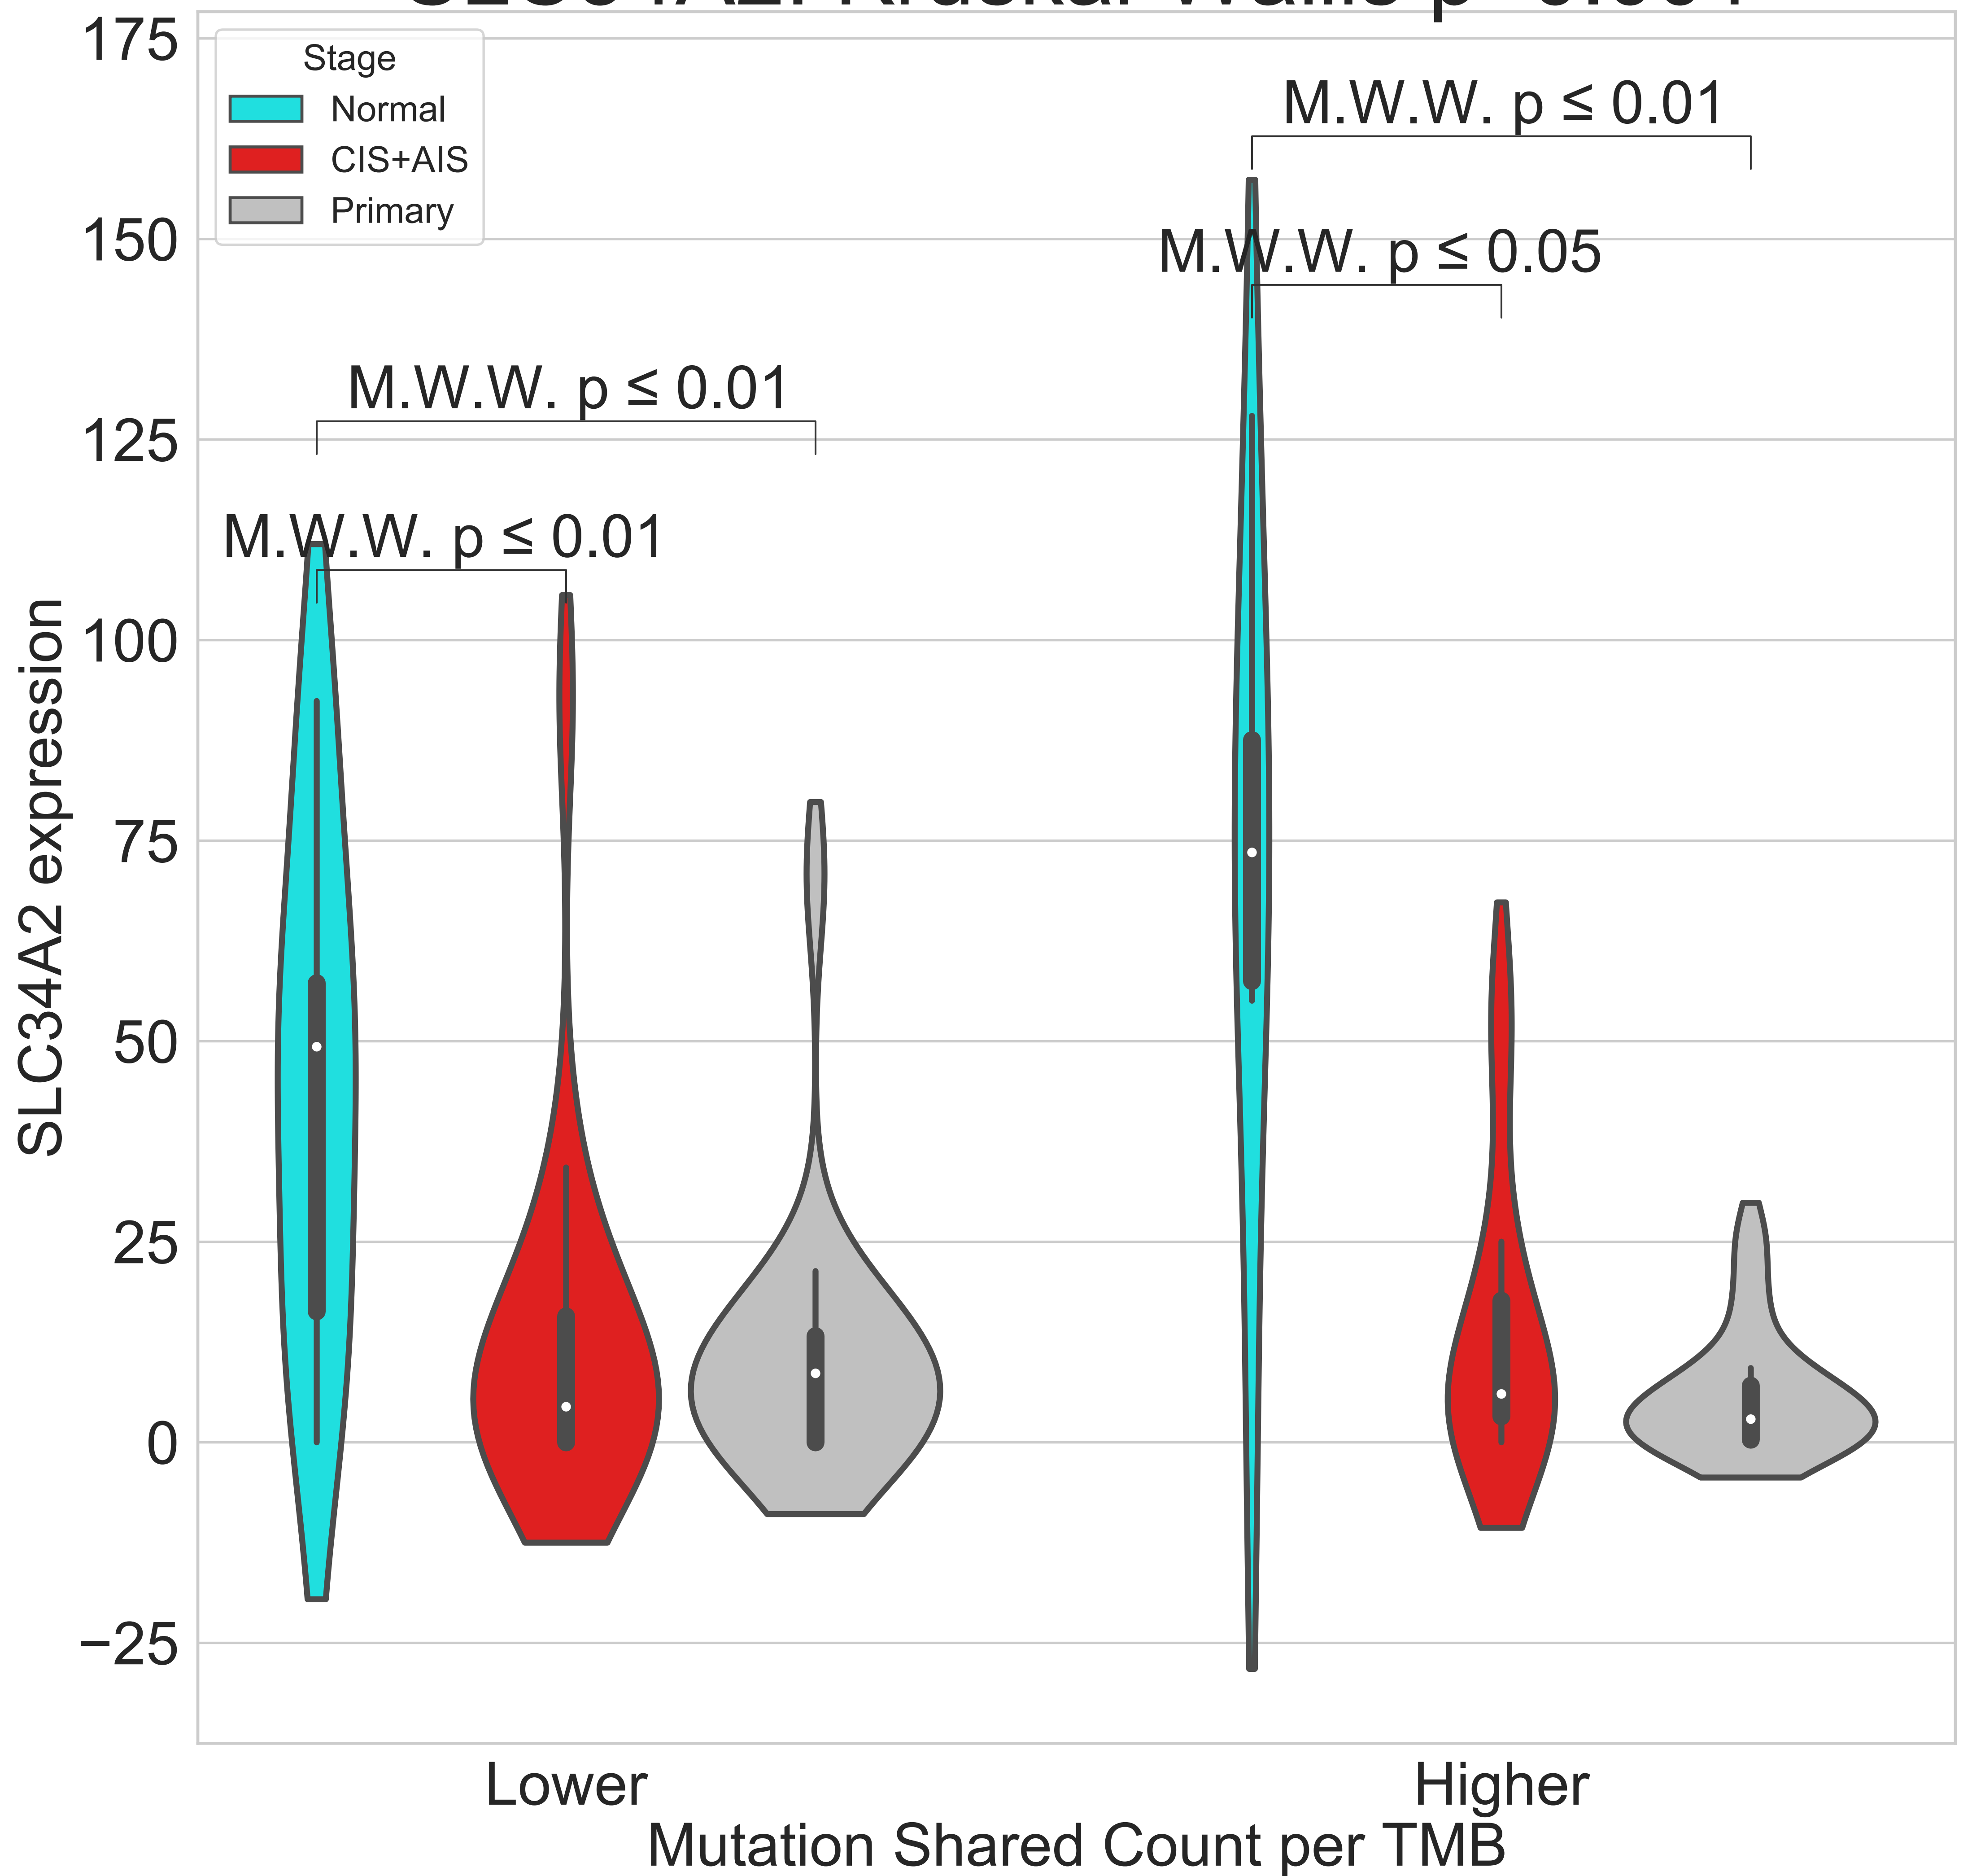 175
Stage
Normal
CIS+AIS
Primary
M.W.W. p ≤ 0.01
150
M.W.W. p ≤ 0.05
M.W.W. p ≤ 0.01
125
M.W.W. p ≤ 0.01
100
SLC34A2 expression
75
50
25
0
−25
Lower
Higher
Mutation Shared Count per TMB